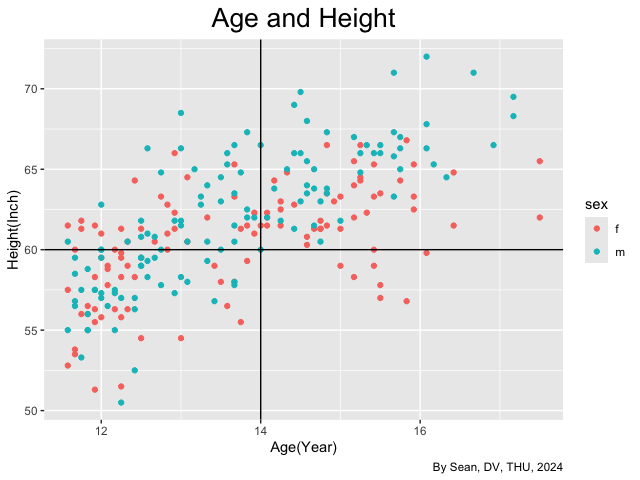 Age and Height
Height(Inch)
70
65
60
55
50
12
14
16
Age(Year)
sex
f
m
By Sean, DV, THU, 2024